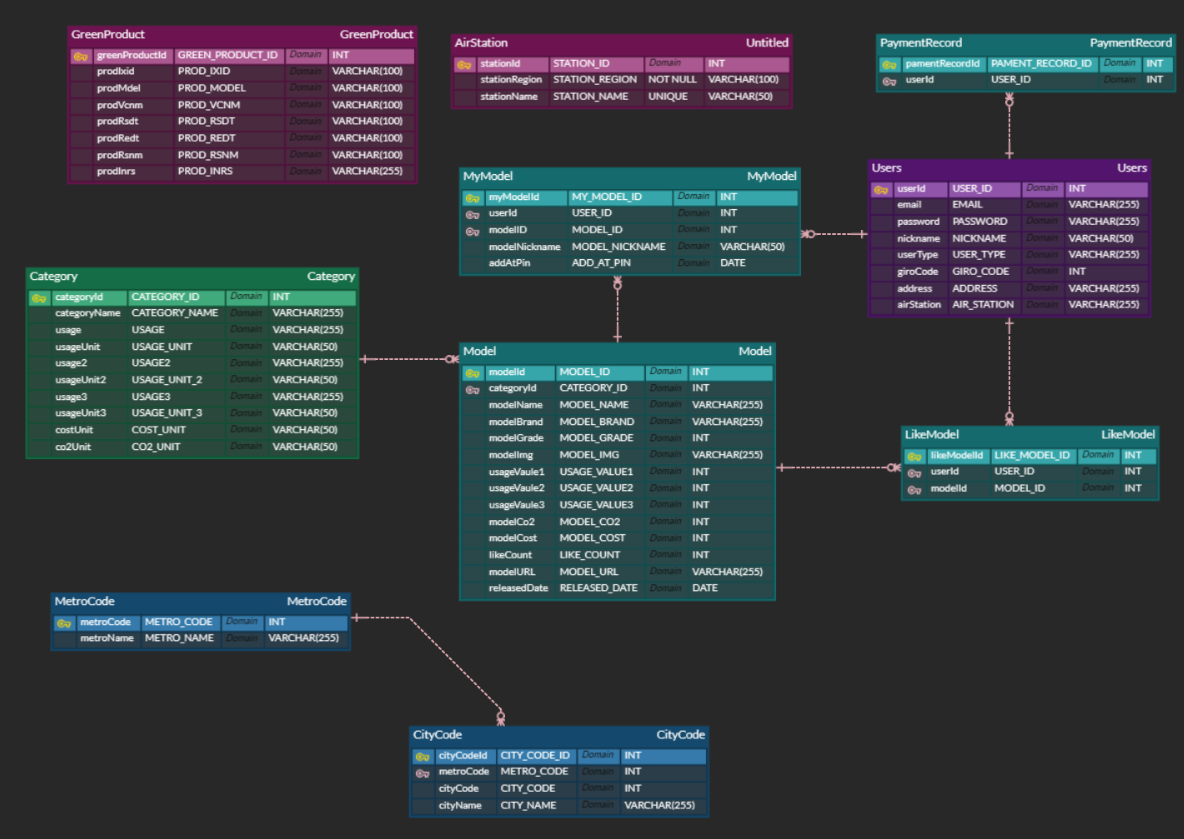 GreenProduct GreenProduct
greenProductId GREEN_PRODUCT_ID Domain INT
prodIxid PROD_IXID Domain VARCHAR(100)
prodMdel PROD_MODEL Domain VARCHAR(100)
prodVcnm PROD_VCNM Domain VARCHAR(100)
prodRsdt PROD_RSDT Domain VARCHAR(100)
prodRedt PROD_REDT Domain VARCHAR(100)
prodRsnm PROD_RSNM Domain VARCHAR(100)
prodInrs PROD_INRS Domain VARCHAR(255)
AirStation Untitled
stationId STATION_ID Domain INT
stationRegion STATION_REGION NOT NULL VARCHAR(100)
stationName STATION_NAME UNIQUE VARCHAR(50)
PaymentRecord PaymentRecord
pamentRecordId PAMENT_RECORD_ID Domain INT
userId USER_ID Domain INT
MyModel MyModel
myModelId MY_MODEL_ID Domain INT
userId USER_ID Domain INT
modelID MODEL_ID Domain INT
modelNickname MODEL_NICKNAME Domain VARCHAR(50)
addAtPin ADD_AT_PIN Domain DATE
Users Users
userId USER_ID Domain INT
email EMAIL Domain VARCHAR(255)
password PASSWORD Domain VARCHAR(255)
nickname NICKNAME Domain VARCHAR(50)
userType USER_TYPE Domain VARCHAR(255)
giroCode GIRO_CODE Domain INT
address ADDRESS Domain VARCHAR(255)
airStation AIR_STATION Domain VARCHAR(255)
Category Category
categoryId CATEGORY_ID Domain INT
categoryName CATEGORY_NAME Domain VARCHAR(255)
usage USAGE Domain VARCHAR(255)
usageUnit USAGE_UNIT Domain VARCHAR(50)
usage2 USAGE2 Domain VARCHAR(255)
usageUnit2 USAGE_UNIT_2 Domain VARCHAR(50)
usage3 USAGE3 Domain VARCHAR(255)
usageUnit3 USAGE_UNIT_3 Domain VARCHAR(50)
costUnit COST_UNIT Domain VARCHAR(50)
co2Unit CO2_UNIT Domain VARCHAR(50)
Model Model
modelId MODEL_ID Domain INT
categoryId CATEGORY_ID Domain INT
modelName MODEL_NAME Domain VARCHAR(255)
modelBrand MODEL_BRAND Domain VARCHAR(255)
modelGrade MODEL_GRADE Domain INT
modelImg MODEL_IMG Domain VARCHAR(255)
usageVaule1 USAGE_VALUE1 Domain INT
usageVaule2 USAGE_VALUE2 Domain INT
usageVaule3 USAGE_VALUE3 Domain INT
modelCo2 MODEL_CO2 Domain INT
modelCost MODEL_COST Domain INT
likeCount LIKE_COUNT Domain INT
modelURL MODEL_URL Domain VARCHAR(255)
releasedDate RELEASED_DATE Domain DATE
LikeModel LikeModel
likeModelId LIKE_MODEL_ID Domain INT
userId USER_ID Domain INT
modelId MODEL_ID Domain INT
MetroCode MetroCode
metroCode METRO_CODE Domain INT
metroName METRO_NAME Domain VARCHAR(255)
CityCode CityCode
cityCodeId CITY_CODE_ID Domain INT
metroCode METRO_CODE Domain INT
cityCode CITY_CODE Domain INT
cityName CITY_NAME Domain VARCHAR(255)